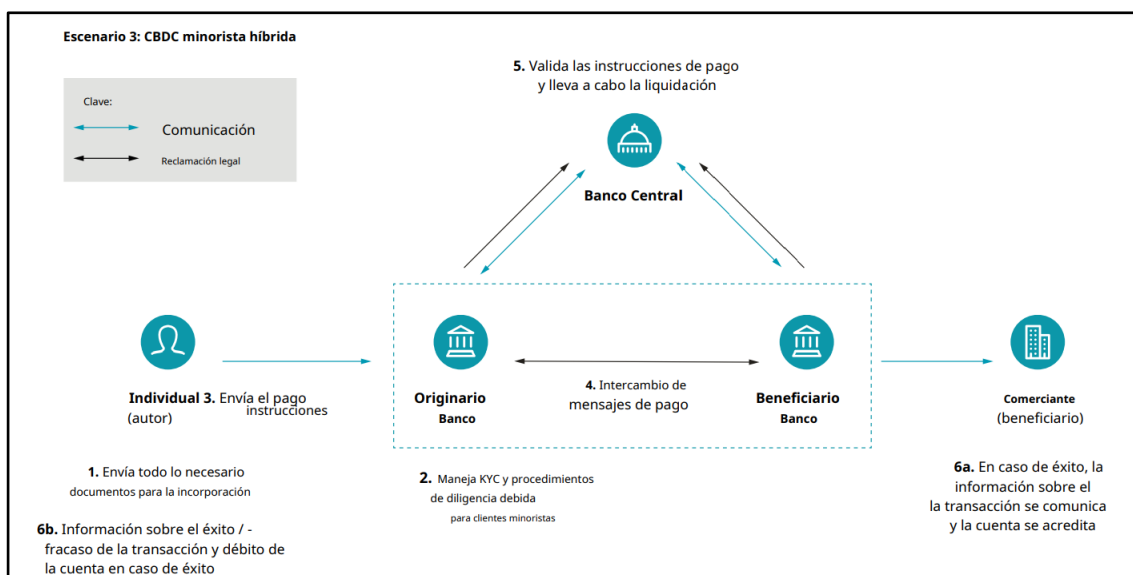 Escenario 3: CBDC minorista híbrida
Clave:
Comunicación
Reclamación legal
5. Valida las instrucciones de pago
y lleva a cabo la liquidación
Banco Central
Individual 3. Envía el pago
instrucciones
(autor)
Originario
Banco
4. Intercambio de
mensajes de pago
Beneficiario
Banco
Comerciante
(beneficiario)
1. Envía todo lo necesario
documentos para la incorporación
2. Maneja KYC y procedimientos
de diligencia debida
para clientes minoristas
6a. En caso de éxito, la
información sobre el
la transacción se comunica
y la cuenta se acredita
6b. Información sobre el éxito / -
fracaso de la transacción y débito de
la cuenta en caso de éxito